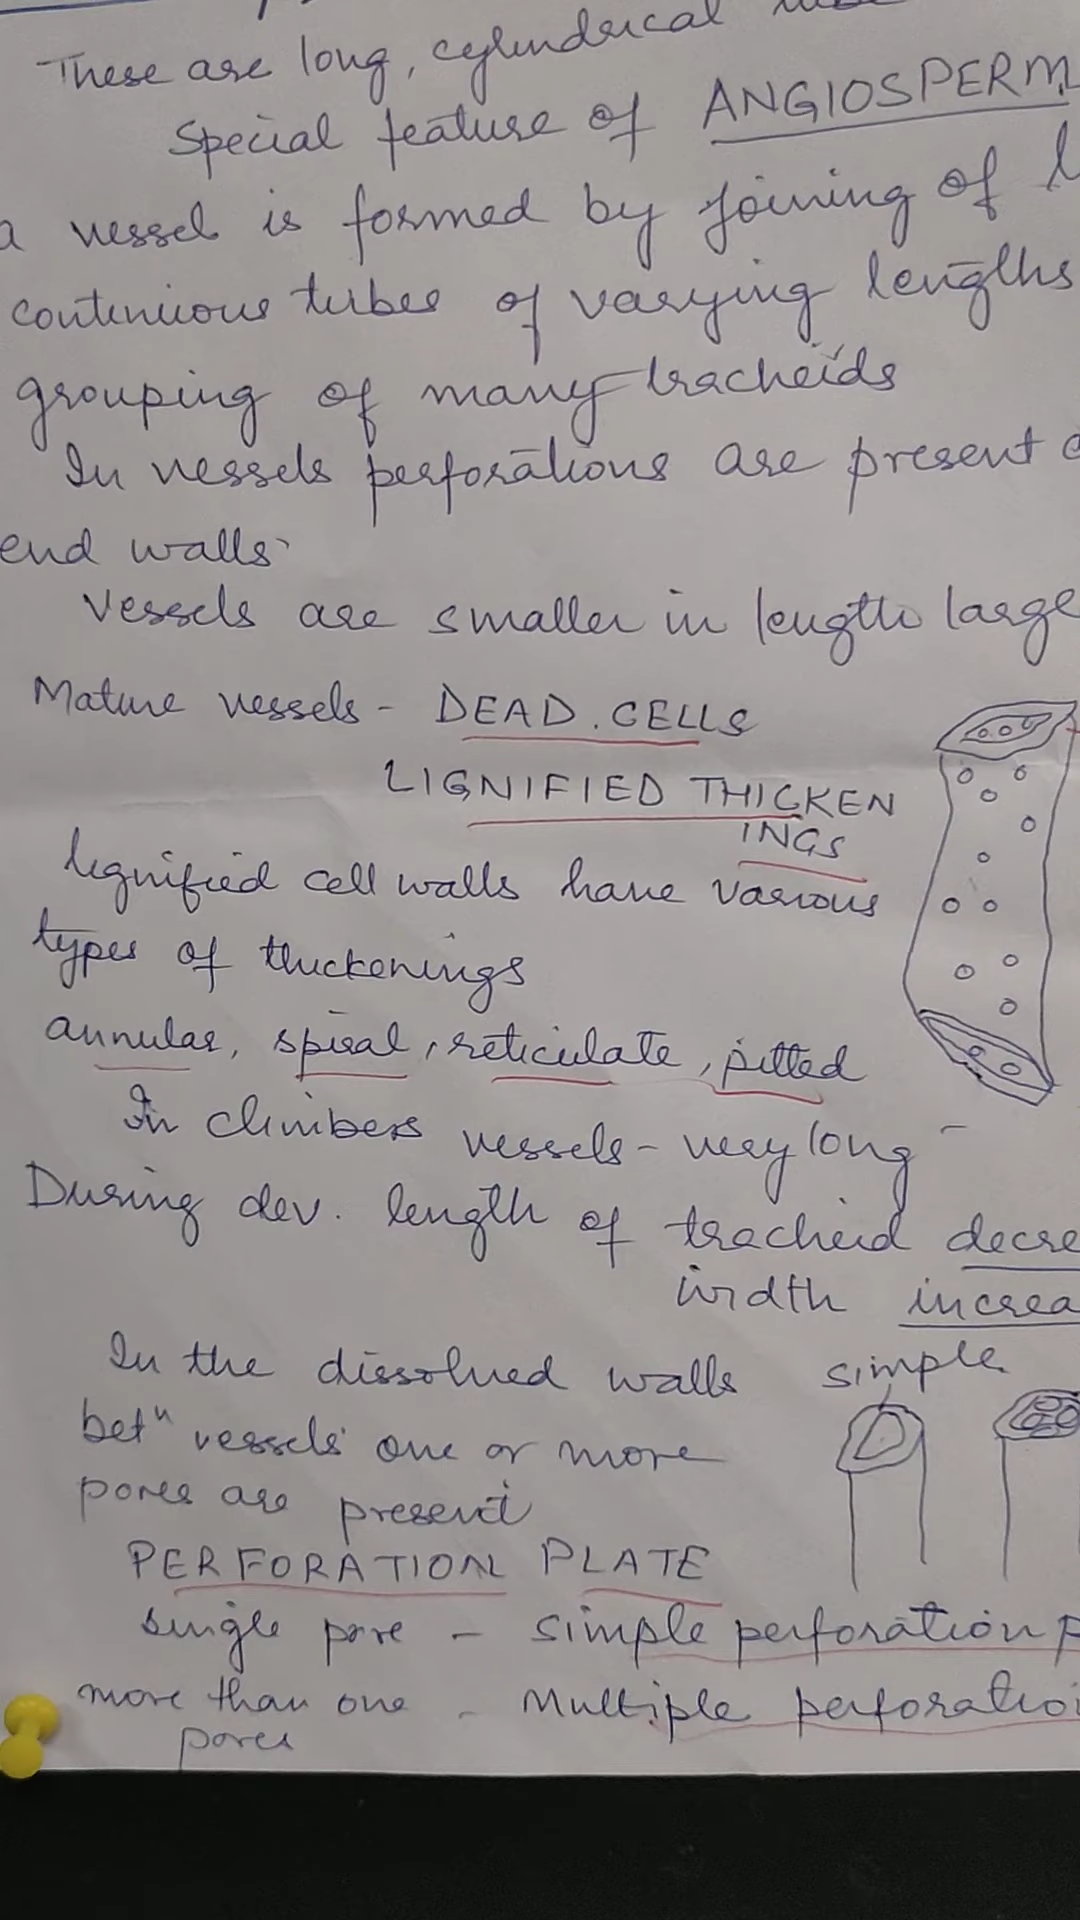 These are long, cylindrical
Special feature of ANGIOSPERM
a vessel is formed by joining of
continuous tubes of varying lengths
grouping of many tracheids
In vessels perforations are present
end walls
Vessels are smaller in length large
Mature vessels - DEAD CELLS
LIGNIFIED THICKEN
INGS
lignified cell walls have various
types of thickenings
annular, spiral, reticulate, pitted
In climbers vessels - very long
During dev. length of tracheid decre
width increa
In the dissolved walls
simple
betn vessels one or more
pores are present
PERFORATION PLATE
single pore - simple perforation p
more than one - Multiple perforatio
pores